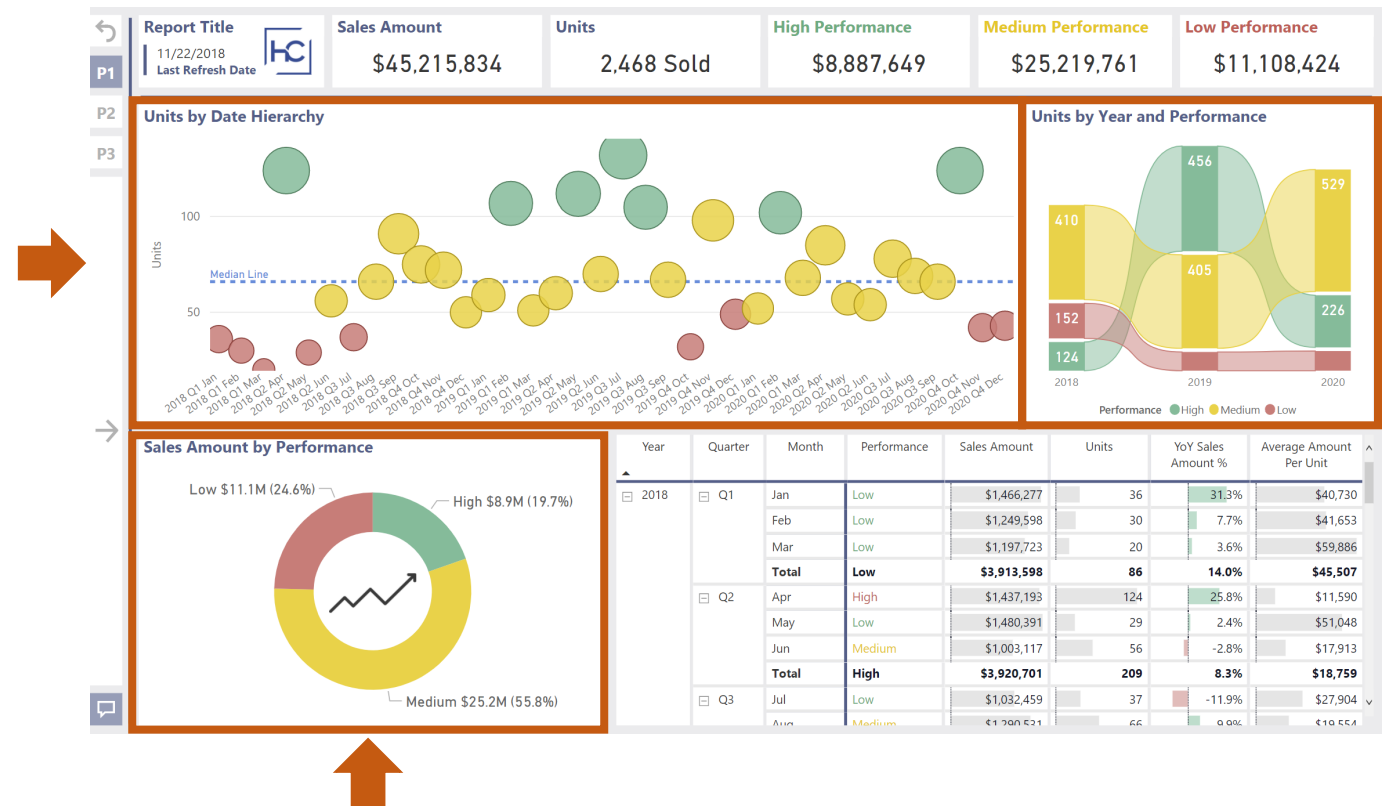 Report Title
11/22/2018
Last Refresh Date
hC
Sales Amount
$45,215,834
Units
2,468 Sold
High Performance
$8,887,649
Medium Performance
$25,219,761
Low Performance
$11,108,424
P1
P2
P3
Units by Date Hierarchy
Units
100
50
Median Line
2018 Q1 Jan
2018 Q1 Feb
2018 Q1 Mar
2018 Q2 Apr
2018 Q2 May
2018 Q2 Jun
2018 Q3 Jul
2018 Q3 Aug
2018 Q3 Sep
2018 Q4 Oct
2018 Q4 Nov
2018 Q4 Dec
2019 Q1 Jan
2019 Q1 Feb
2019 Q1 Mar
2019 Q2 Apr
2019 Q2 May
2019 Q2 Jun
2019 Q3 Jul
2019 Q3 Aug
2019 Q3 Sep
2019 Q4 Oct
2019 Q4 Nov
2019 Q4 Dec
2020 Q1 Jan
2020 Q1 Feb
2020 Q1 Mar
2020 Q2 Apr
2020 Q2 May
2020 Q2 Jun
2020 Q3 Jul
2020 Q3 Aug
2020 Q3 Sep
2020 Q4 Oct
2020 Q4 Nov
2020 Q4 Dec
Units by Year and Performance
456
529
410
405
152
226
124
2018 2019 2020
Performance High Medium Low
Sales Amount by Performance
Low $11.1M (24.6%)
High $8.9M (19.7%)
Medium $25.2M (55.8%)
Year Quarter Month Performance Sales Amount Units YoY Sales Amount % Average Amount Per Unit
2018 Q1 Jan Low $1,466,277 36 31.3% $40,730
Feb Low $1,249,598 30 7.7% $41,653
Mar Low $1,197,723 20 3.6% $59,886
Total Low $3,913,598 86 14.0% $45,507
Q2 Apr High $1,437,193 124 25.8% $11,590
May Low $1,480,391 29 2.4% $51,048
Jun Medium $1,003,117 56 -2.8% $17,913
Total High $3,920,701 209 8.3% $18,759
Q3 Jul Low $1,032,459 37 -11.9% $27,904
Aug Medium $1,290,531 66 9.9% $19,554